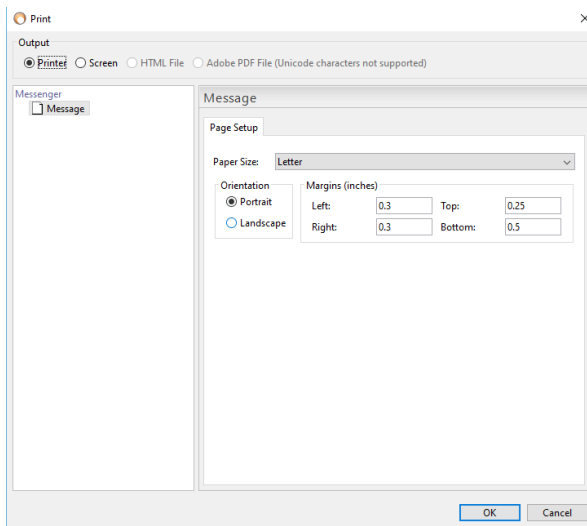 Print
Output
Printer Screen HTML File Adobe PDF File (Unicode characters not supported)
Messenger
Message
Message
Page Setup
Paper Size: Letter
Orientation
Portrait
Landscape
Margins (inches)
Left: 0.3 Top: 0.25
Right: 0.3 Bottom: 0.5
OK Cancel